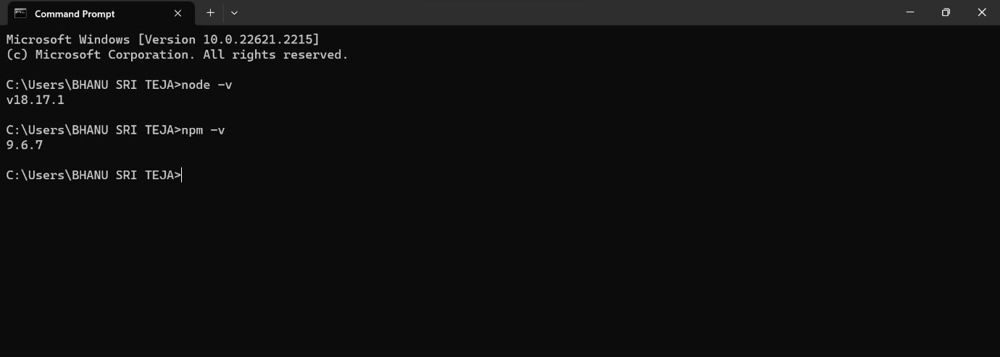 Command Prompt
Microsoft Windows [Version 10.0.22621.2215]
(c) Microsoft Corporation. All rights reserved.
C:\Users\BHANU SRI TEJA>node -v
v18.17.1
C:\Users\BHANU SRI TEJA>npm -v
9.6.7
C:\Users\BHANU SRI TEJA>